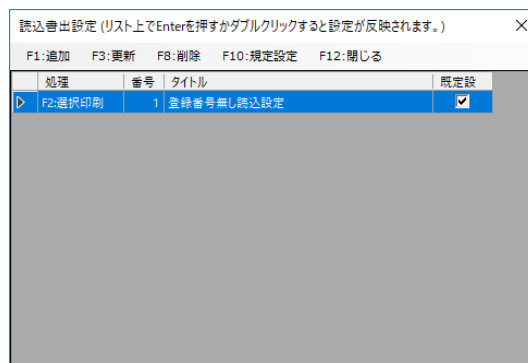 読込書出設定 (リスト上でEnterを押すかダブルクリックすると設定が反映されます。)
F1:追加 F3:更新 F8:削除 F10:規定設定 F12:閉じる
処理 番号 タイトル 既定設
F2:選択印刷 1 登録番号無し読込設定